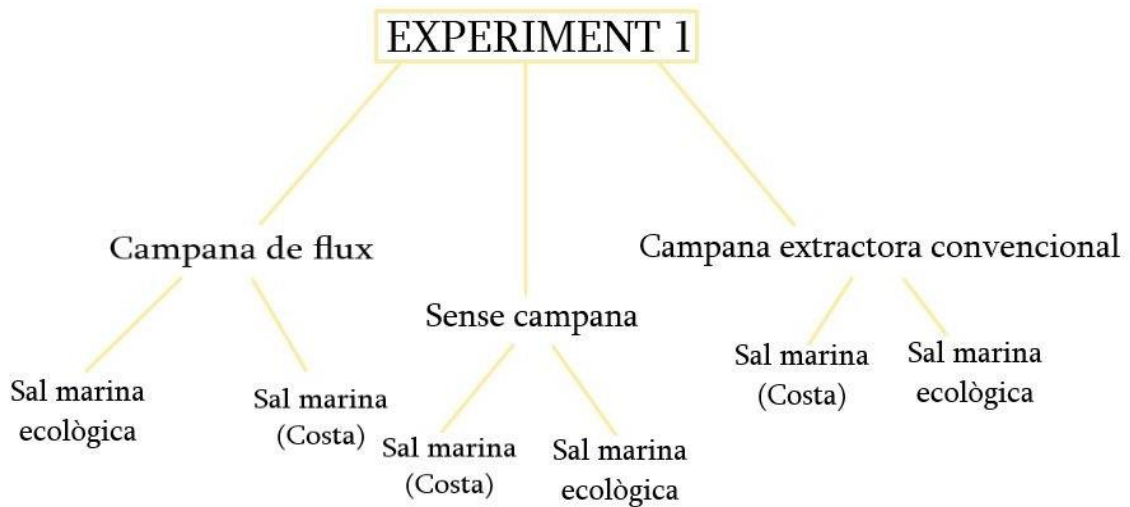 EXPERIMENT 1
Campana de flux
Sal marina
ecològica
Sal marina
(Costa)
Sense campana
Sal marina
(Costa)
Sal marina
ecològica
Campana extractora convencional
Sal marina
(Costa)
Sal marina
ecològica